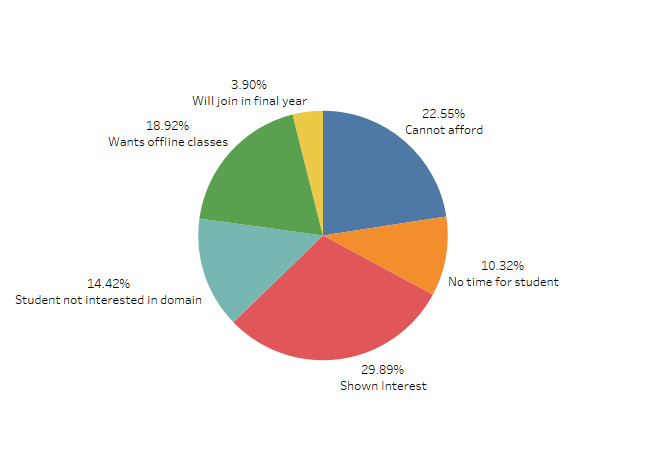 3.90%
Will join in final year
22.55%
Cannot afford
18.92%
Wants offline classes
10.32%
No time for student
14.42%
Student not interested in domain
29.89%
Shown Interest